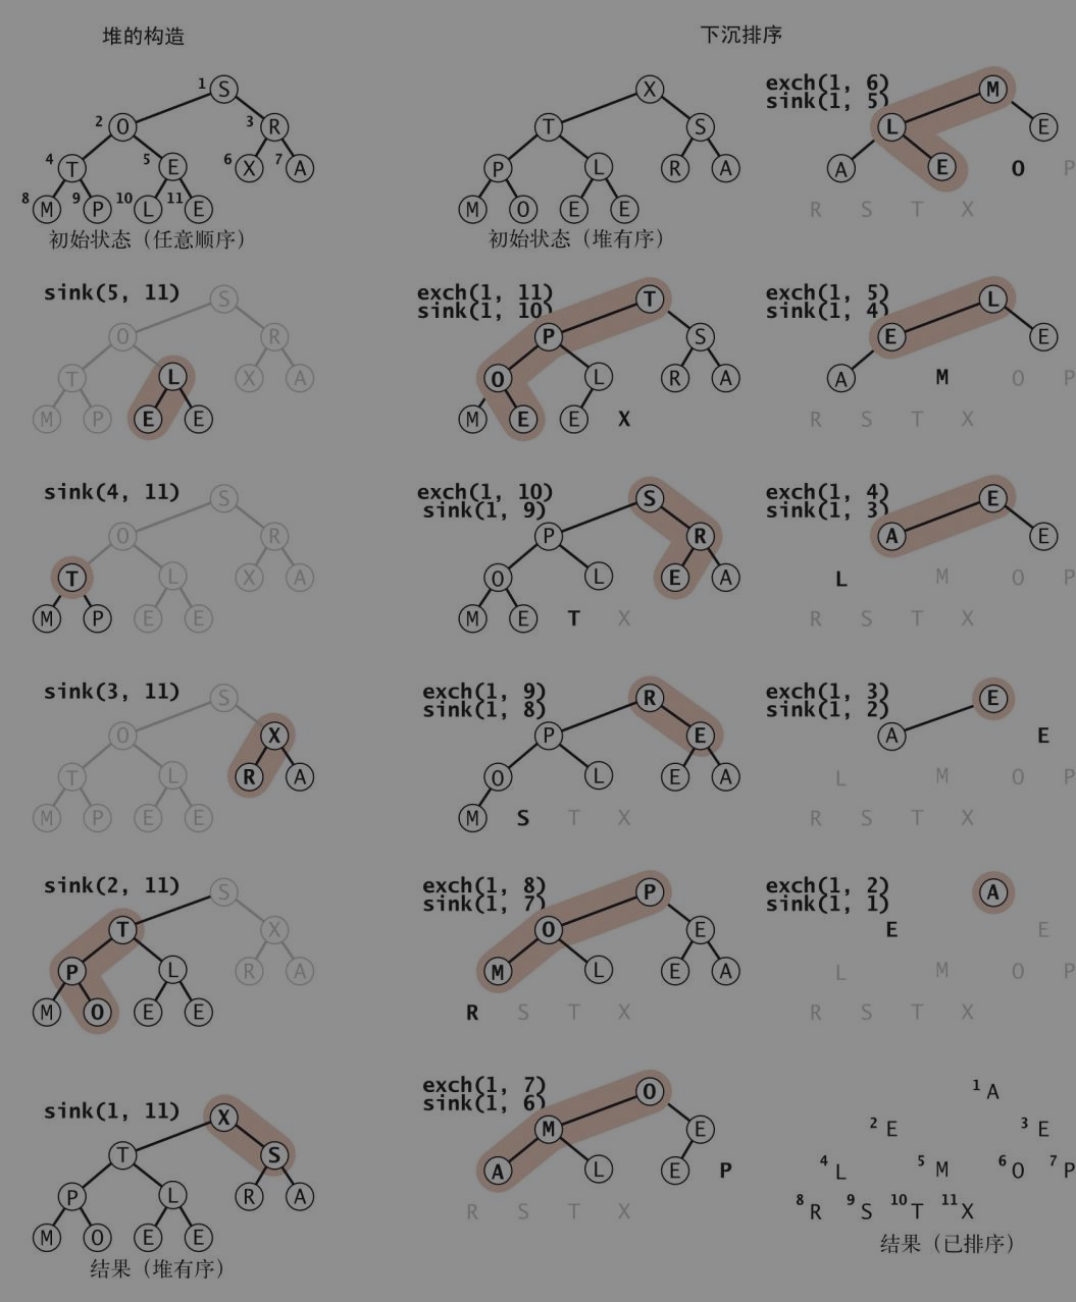 堆的构造
1 S
2 O 3 R
4 T 5 E 6 X 7 A
8 M 9 P 10 L 11 E
初始状态（任意顺序）
sink(5, 11) S
O R
T L X A
M P E E
sink(4, 11) S
O R
T L X A
M P E E
sink(3, 11) S
O X
T L R A
M P E E
sink(2, 11) S
T X
P L R A
M O E E
sink(1, 11) X
T S
P L R A
M O E E
结果（堆有序）
下沉排序
X
T S
P L R A
M O E E
初始状态（堆有序）
exch(1, 11) T
sink(1, 10)
P S
O L R A
M E E X
exch(1, 10) S
sink(1, 9)
P R
O L E A
M E T X
exch(1, 9) R
sink(1, 8)
P E
O L E A
M S T X
exch(1, 8) P
sink(1, 7)
O E
M L E A
R S T X
exch(1, 7) O
sink(1, 6)
M E
A L E P
R S T X
exch(1, 6) M
sink(1, 5)
L E
A E O P
R S T X
exch(1, 5) L
sink(1, 4)
E E
A M O P
R S T X
exch(1, 4) E
sink(1, 3)
A E
L M O P
R S T X
exch(1, 3) E
sink(1, 2)
A E
L M O P
R S T X
exch(1, 2) A
sink(1, 1)
E E
L M O P
R S T X
1 A
2 E 3 E
4 L 5 M 6 O 7 P
8 R 9 S 10 T 11 X
结果（已排序）